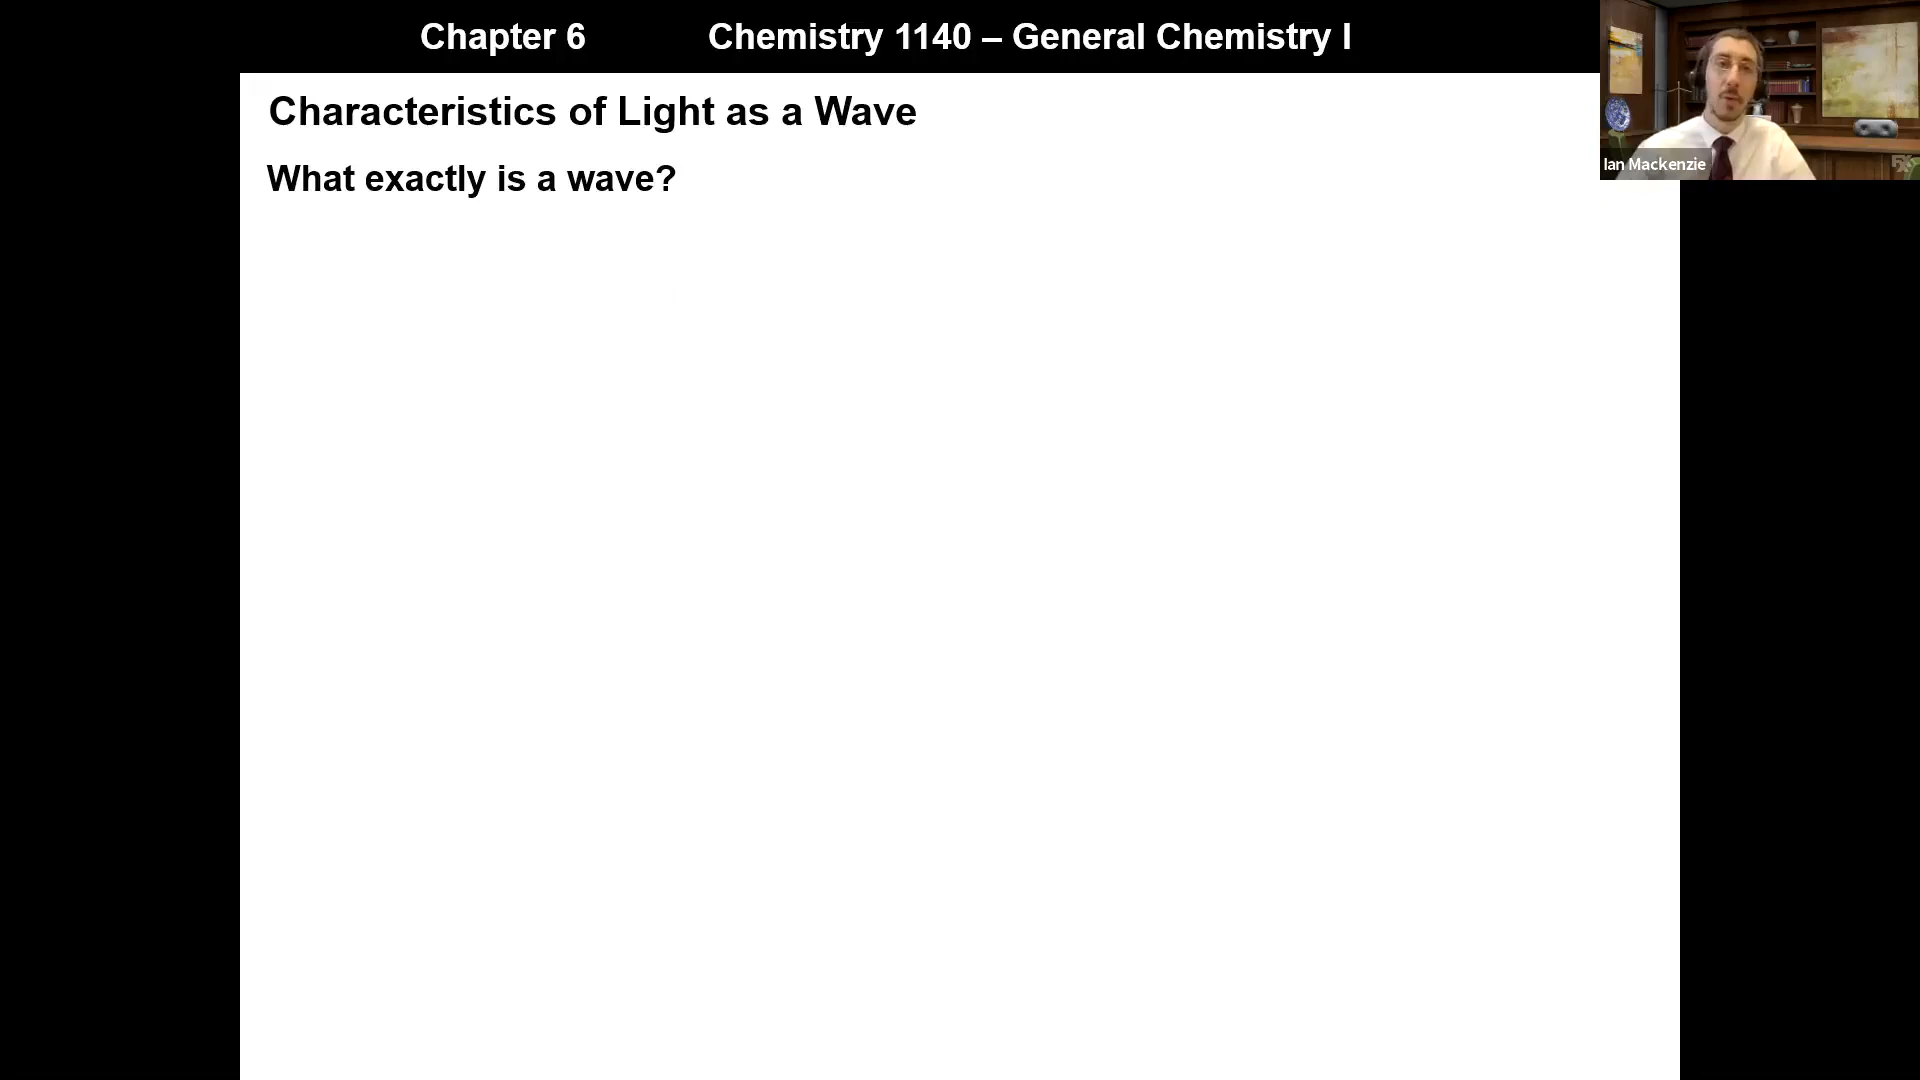 Chapter 6 Chemistry 1140 – General Chemistry I
Characteristics of Light as a Wave
What exactly is a wave?
Ian Mackenzie